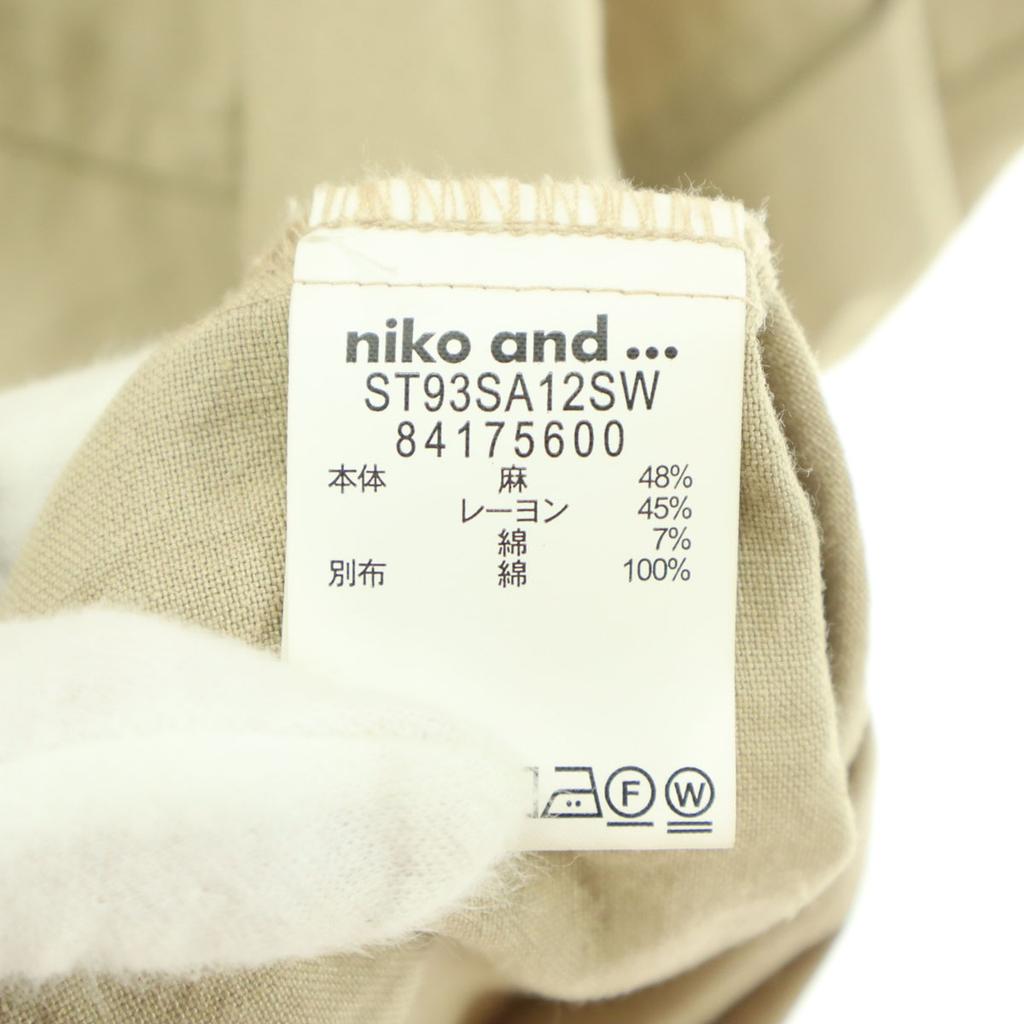 niko and ...
ST93SA12SW
84175600
本体 麻 48%
レーヨン 45%
綿 7%
別布 綿 100%
F W